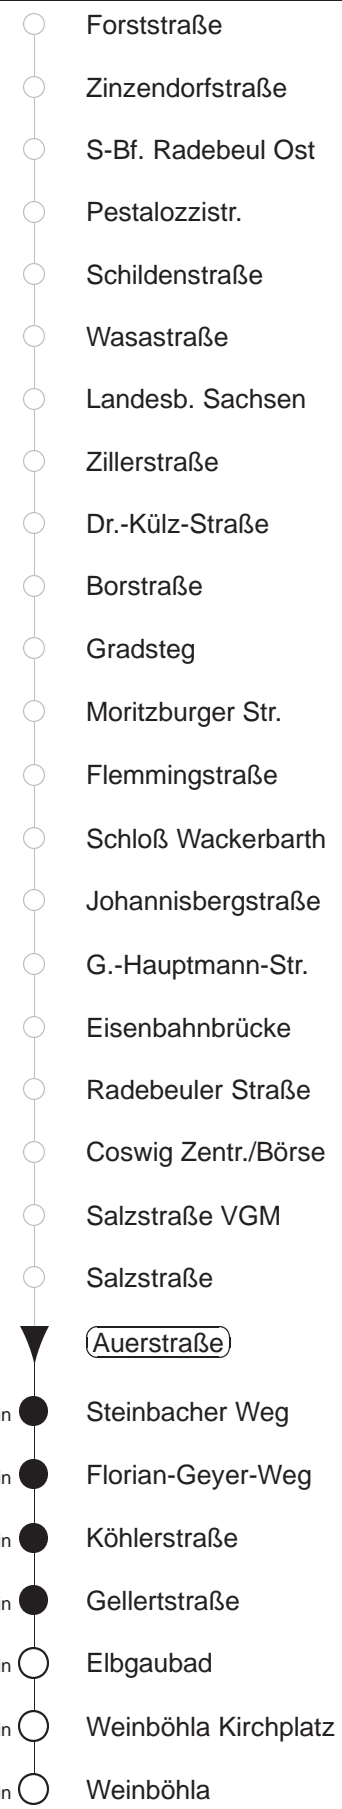 Forststraße
Zinzendorfstraße
S-Bf. Radebeul Ost
Pestalozzistr.
Schildenstraße
Wasastraße
Landesb. Sachsen
Zillerstraße
Dr.-Külz-Straße
Borstraße
Gradsteg
Moritzburger Str.
Flemmingstraße
Schloß Wackerbarth
Johannisbergstraße
G.-Hauptmann-Str.
Eisenbahnbrücke
Radebeuler Straße
Coswig Zentr./Börse
Salzstraße VGM
Salzstraße
Auerstraße
Steinbacher Weg
Florian-Geyer-Weg
Köhlerstraße
Gellertstraße
Elbgaubad
Weinböhla Kirchplatz
Weinböhla